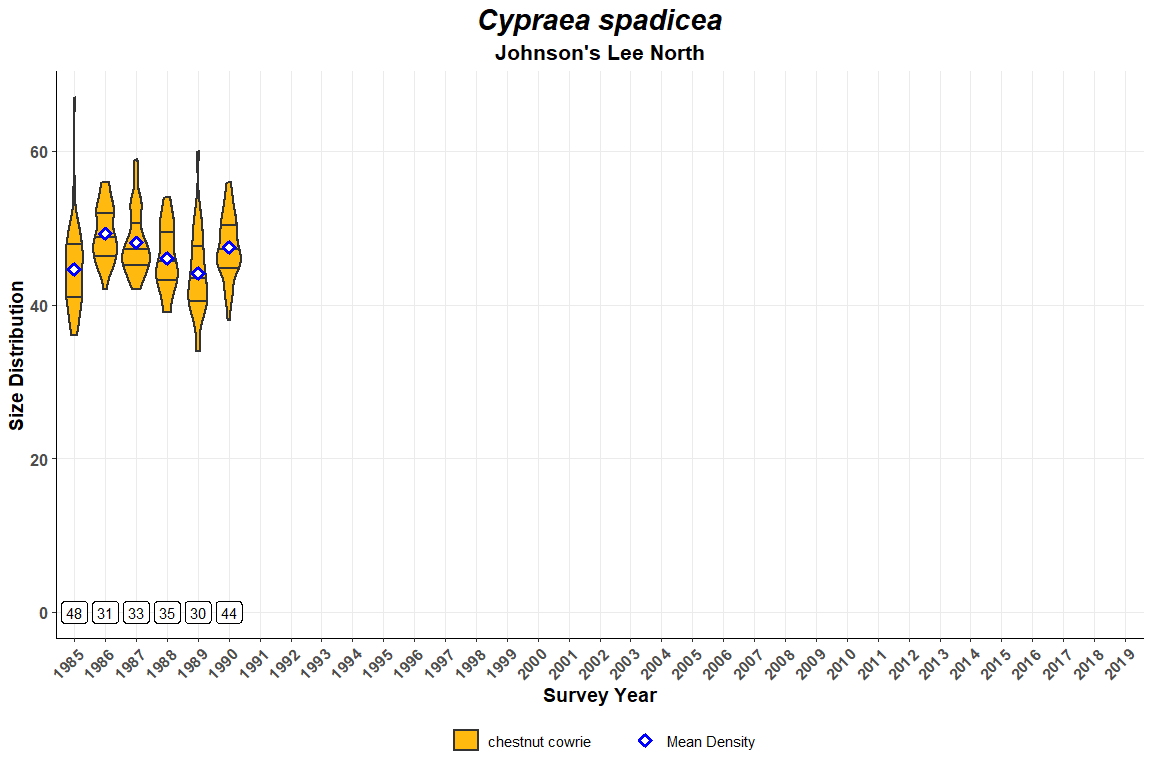 Cypraea spadicea
Johnson's Lee North
Size Distribution
60
40
20
0
48 31 33 35 30 44
1985 1986 1987 1988 1989 1990 1991 1992 1993 1994 1995 1996 1997 1998 1999 2000 2001 2002 2003 2004 2005 2006 2007 2008 2009 2010 2011 2012 2013 2014 2015 2016 2017 2018 2019
Survey Year
chestnut cowrie Mean Density